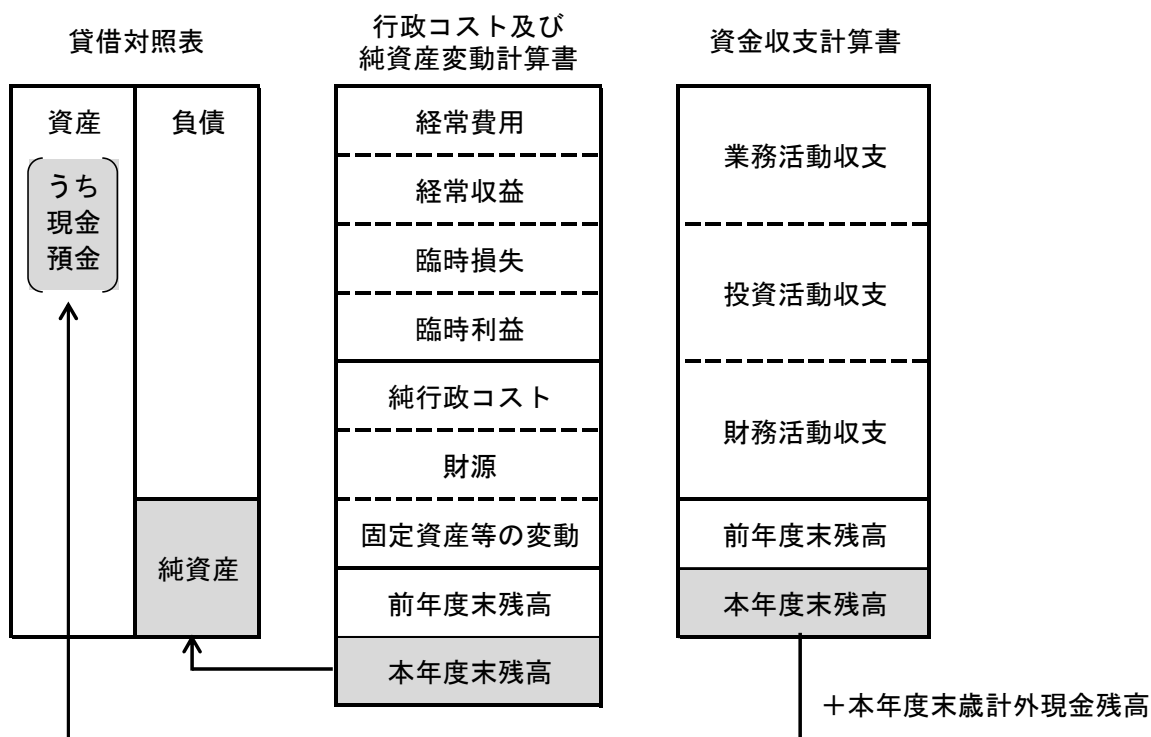 貸借対照表
資産
負債
うち
現金
預金
純資産
行政コスト及び
純資産変動計算書
経常費用
経常収益
臨時損失
臨時利益
純行政コスト
財源
固定資産等の変動
前年度末残高
本年度末残高
資金収支計算書
業務活動収支
投資活動収支
財務活動収支
前年度末残高
本年度末残高
＋本年度末歳計外現金残高